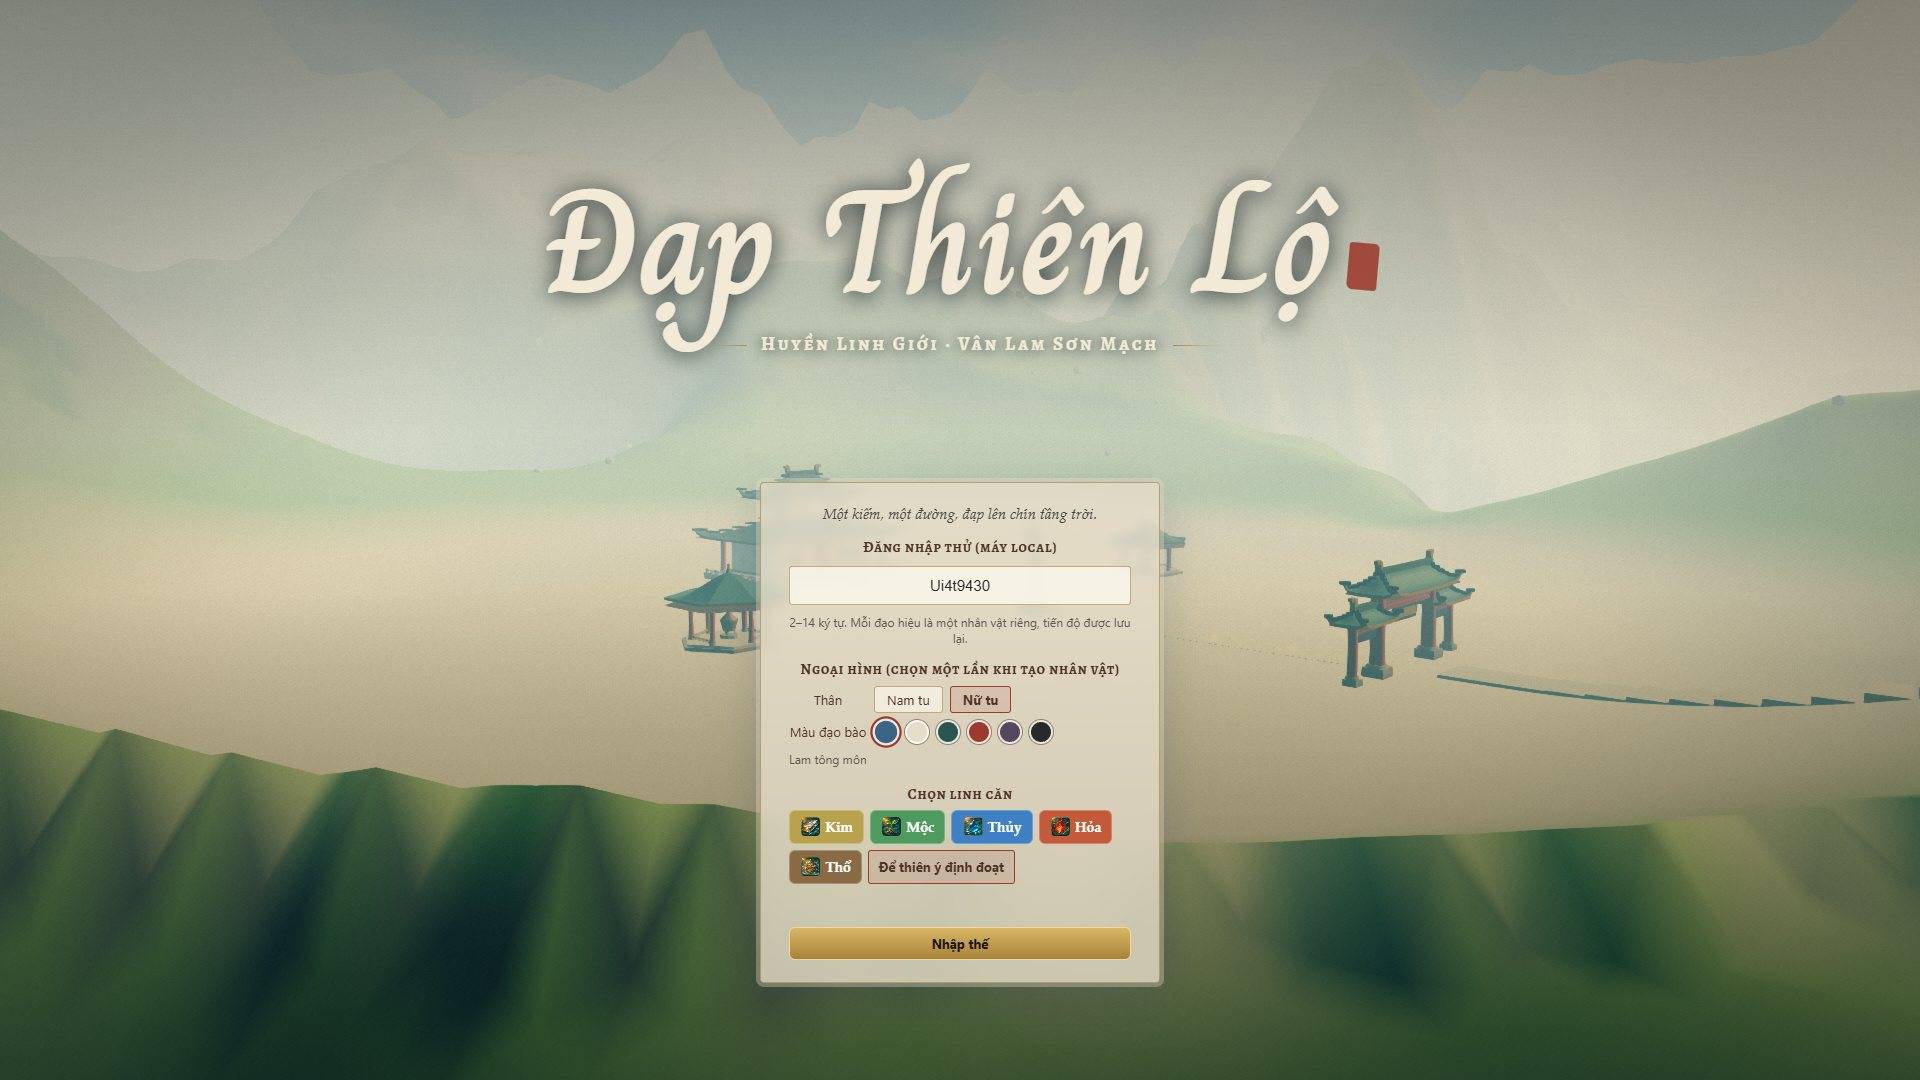 Đạp Thiên Lộ
Huyền Linh Giới · Vân Lam Sơn Mạch
Một kiếm, một đường, đạp lên chín tầng trời.
Đăng nhập thử (máy local)
Ui4t9430
2–14 ký tự. Mỗi đạo hiệu là một nhân vật riêng, tiến độ được lưu
lại.
Ngoại hình (chọn một lần khi tạo nhân vật)
Thân Nam tu Nữ tu
Màu đạo bào
Lam tông môn
Chọn linh căn
Kim Mộc Thủy Hỏa
Thổ Để thiên ý định đoạt
Nhập thế